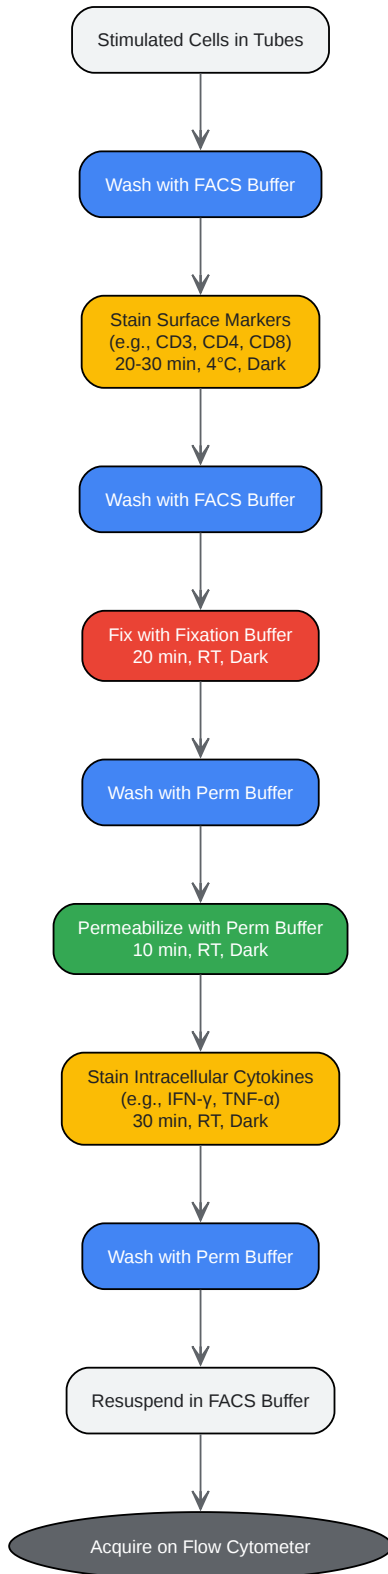 Stimulated Cells in Tubes
Wash with FACS Buffer
Stain Surface Markers
(e.g., CD3, CD4, CD8)
20-30 min, 4°C, Dark
Wash with FACS Buffer
Fix with Fixation Buffer
20 min, RT, Dark
Wash with Perm Buffer
Permeabilize with Perm Buffer
10 min, RT, Dark
Stain Intracellular Cytokines
(e.g., IFN-γ, TNF-α)
30 min, RT, Dark
Wash with Perm Buffer
Resuspend in FACS Buffer
Acquire on Flow Cytometer